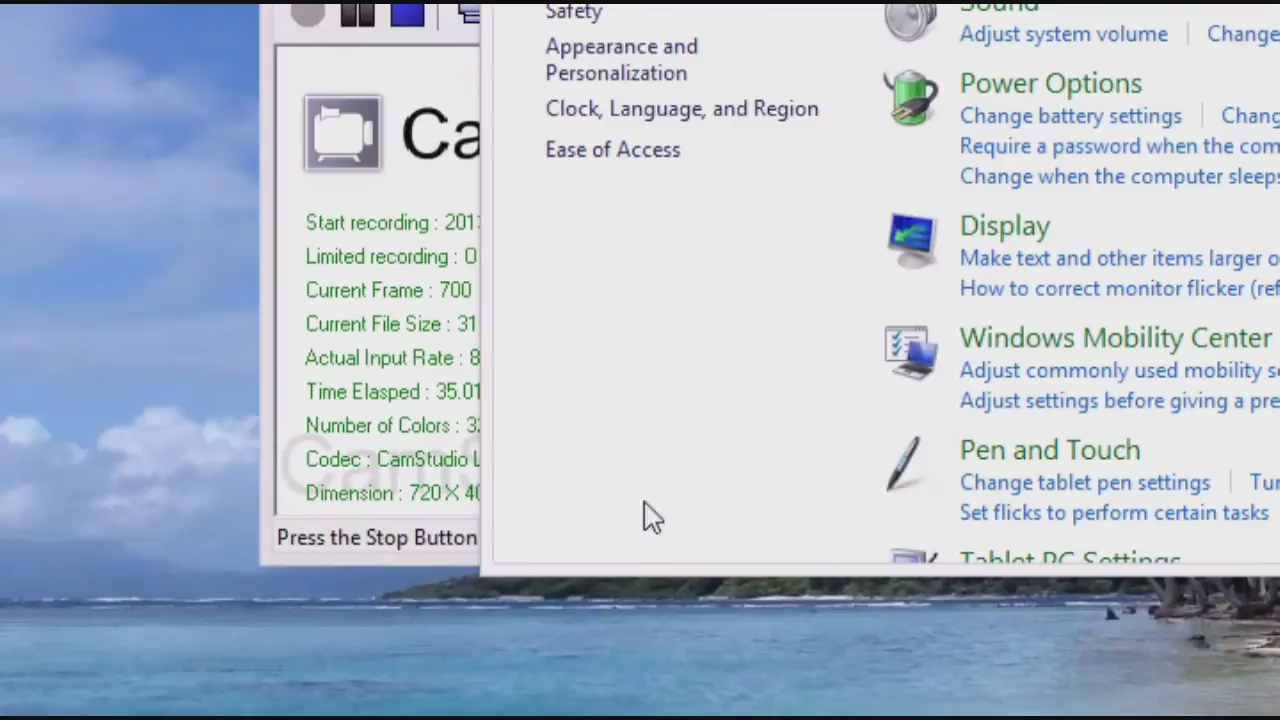 Safety
Appearance and
Personalization
Clock, Language, and Region
Ease of Access
Sound
Adjust system volume
Change
Power Options
Change battery settings
Require a password when the com
Change when the computer sleeps
Display
Make text and other items larger o
How to correct monitor flicker (ref
Windows Mobility Center
Adjust commonly used mobility se
Adjust settings before giving a pre
Pen and Touch
Change tablet pen settings
Set flicks to perform certain tasks
Tablet PC Settings
Ca
Start recording : 201
Limited recording : 0
Current Frame : 700
Current File Size : 31
Actual Input Rate : 8
Time Elasped : 35.01
Number of Colors : 32
Codec : CamStudio L
Dimension : 720 X 40
Press the Stop Button